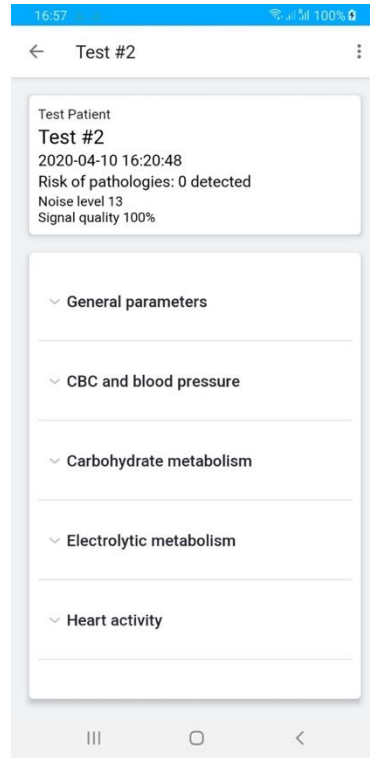 16:57
100%
Test #2
Test Patient
Test #2
2020-04-10 16:20:48
Risk of pathologies: 0 detected
Noise level 13
Signal quality 100%
General parameters
CBC and blood pressure
Carbohydrate metabolism
Electrolytic metabolism
Heart activity